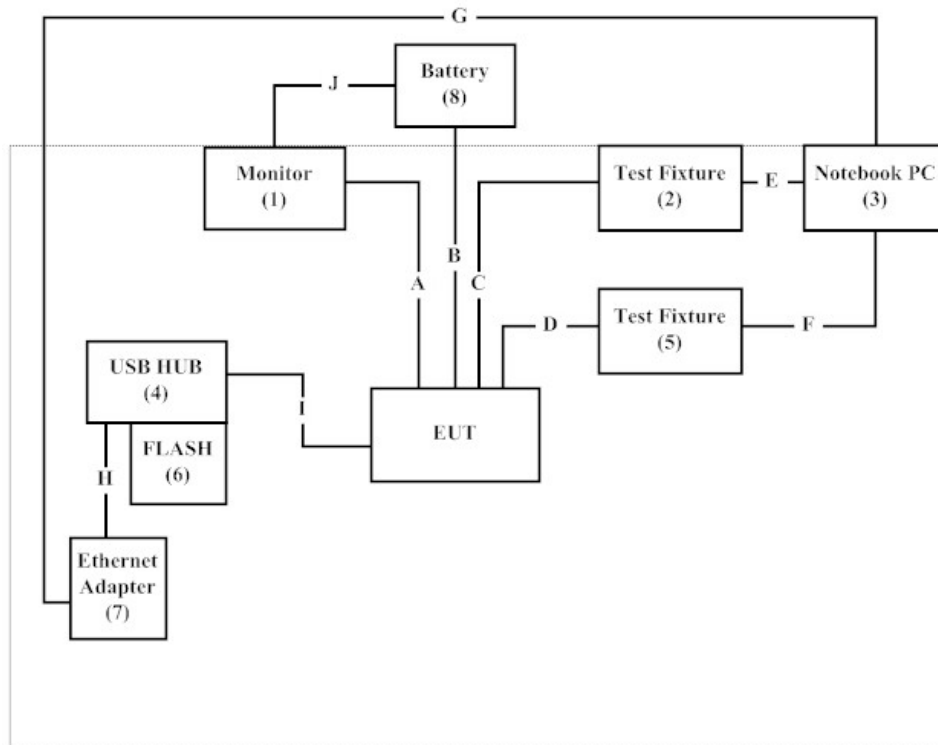 G
Battery
(8)
J
Monitor
(1)
Test Fixture
(2)
E
Notebook PC
(3)
B
A
C
Test Fixture
(5)
D
F
USB HUB
(4)
I
EUT
FLASH
(6)
H
Ethernet
Adapter
(7)